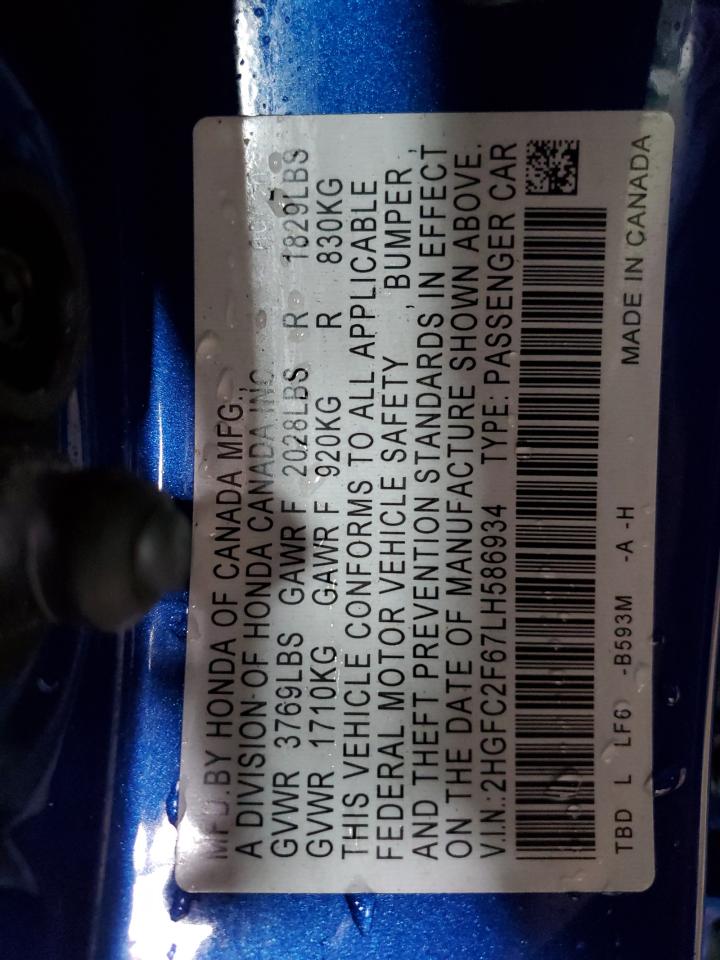 MFD. BY HONDA OF CANADA MFG.,
A DIVISION OF HONDA CANADA INC.
GVWR 3769LBS GAWR F 2028LBS R 1829LBS
GVWR 1710KG GAWR F 920KG R 830KG
THIS VEHICLE CONFORMS TO ALL APPLICABLE
FEDERAL MOTOR VEHICLE SAFETY , BUMPER ,
AND THEFT PREVENTION STANDARDS IN EFFECT
ON THE DATE OF MANUFACTURE SHOWN ABOVE.
V.I.N.:2HGFC2F67LH586934 TYPE: PASSENGER CAR
TBD L LF6 -B593M -A -H MADE IN CANADA